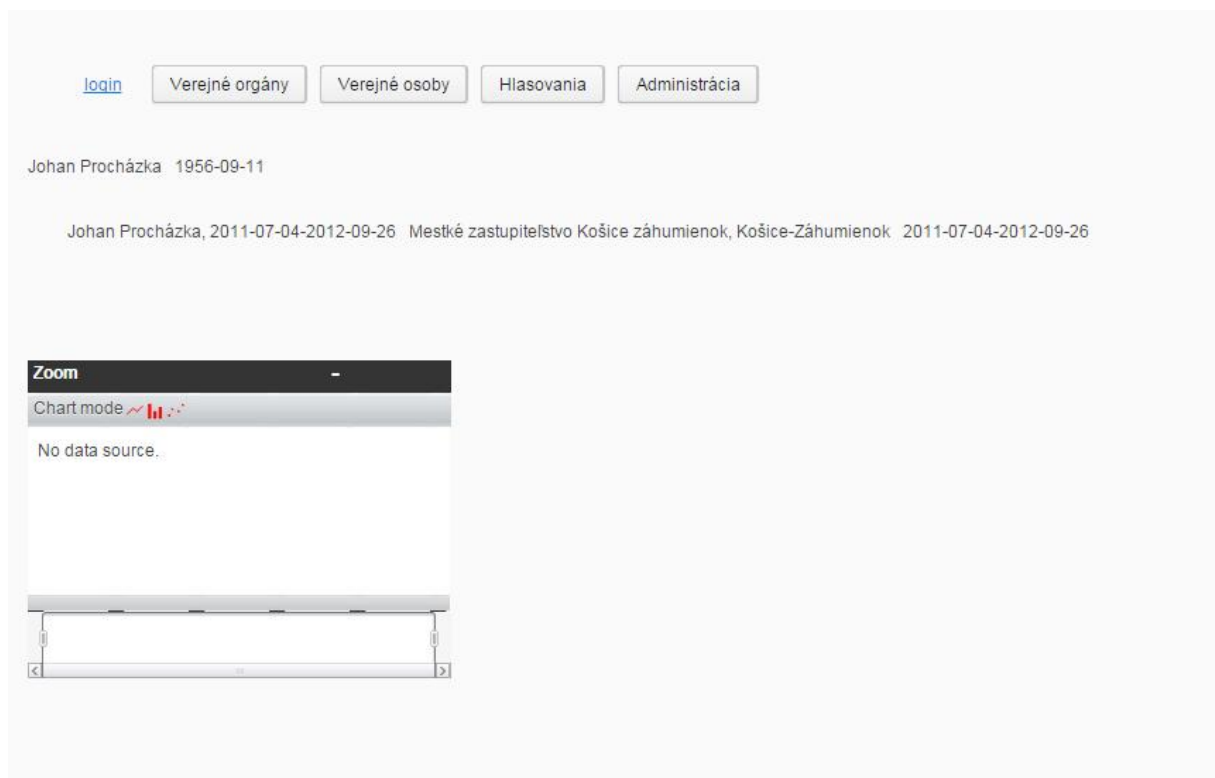 login Verejné orgány Verejné osoby Hlasovania Administrácia
Johan Procházka 1956-09-11
Johan Procházka, 2011-07-04-2012-09-26 Mestké zastupiteľstvo Košice záhumienok, Košice-Záhumienok 2011-07-04-2012-09-26
Zoom -
Chart mode
No data source.